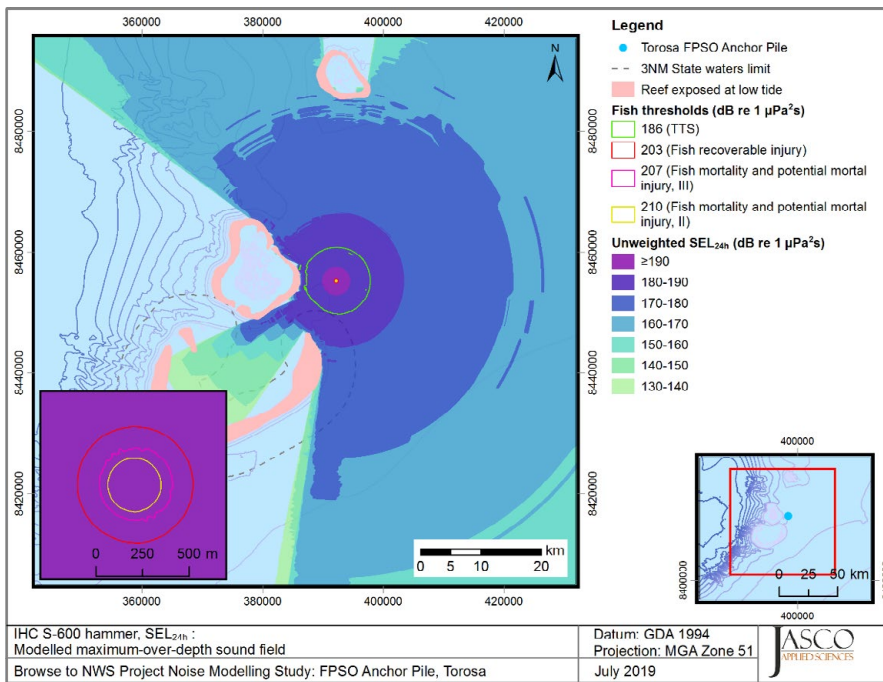 360000 380000 400000 420000
8480000
8460000
8440000
8420000
N
0 250 500 m
km
0 5 10 20
360000 380000 400000 420000
8480000
8460000
8440000
8420000
Legend
Torosa FPSO Anchor Pile
3NM State waters limit
Reef exposed at low tide
Fish thresholds (dB re 1 µPa²s)
186 (TTS)
203 (Fish recoverable injury)
207 (Fish mortality and potential mortal
injury, III)
210 (Fish mortality and potential mortal
injury, II)
Unweighted SEL24h (dB re 1 µPa²s)
≥190
180-190
170-180
160-170
150-160
140-150
130-140
400000
8400000
8400000
0 25 50 km
400000
IHC S-600 hammer, SEL24h :
Modelled maximum-over-depth sound field
Browse to NWS Project Noise Modelling Study: FPSO Anchor Pile, Torosa
Datum: GDA 1994
Projection: MGA Zone 51
July 2019
JASCO
APPLIED SCIENCES